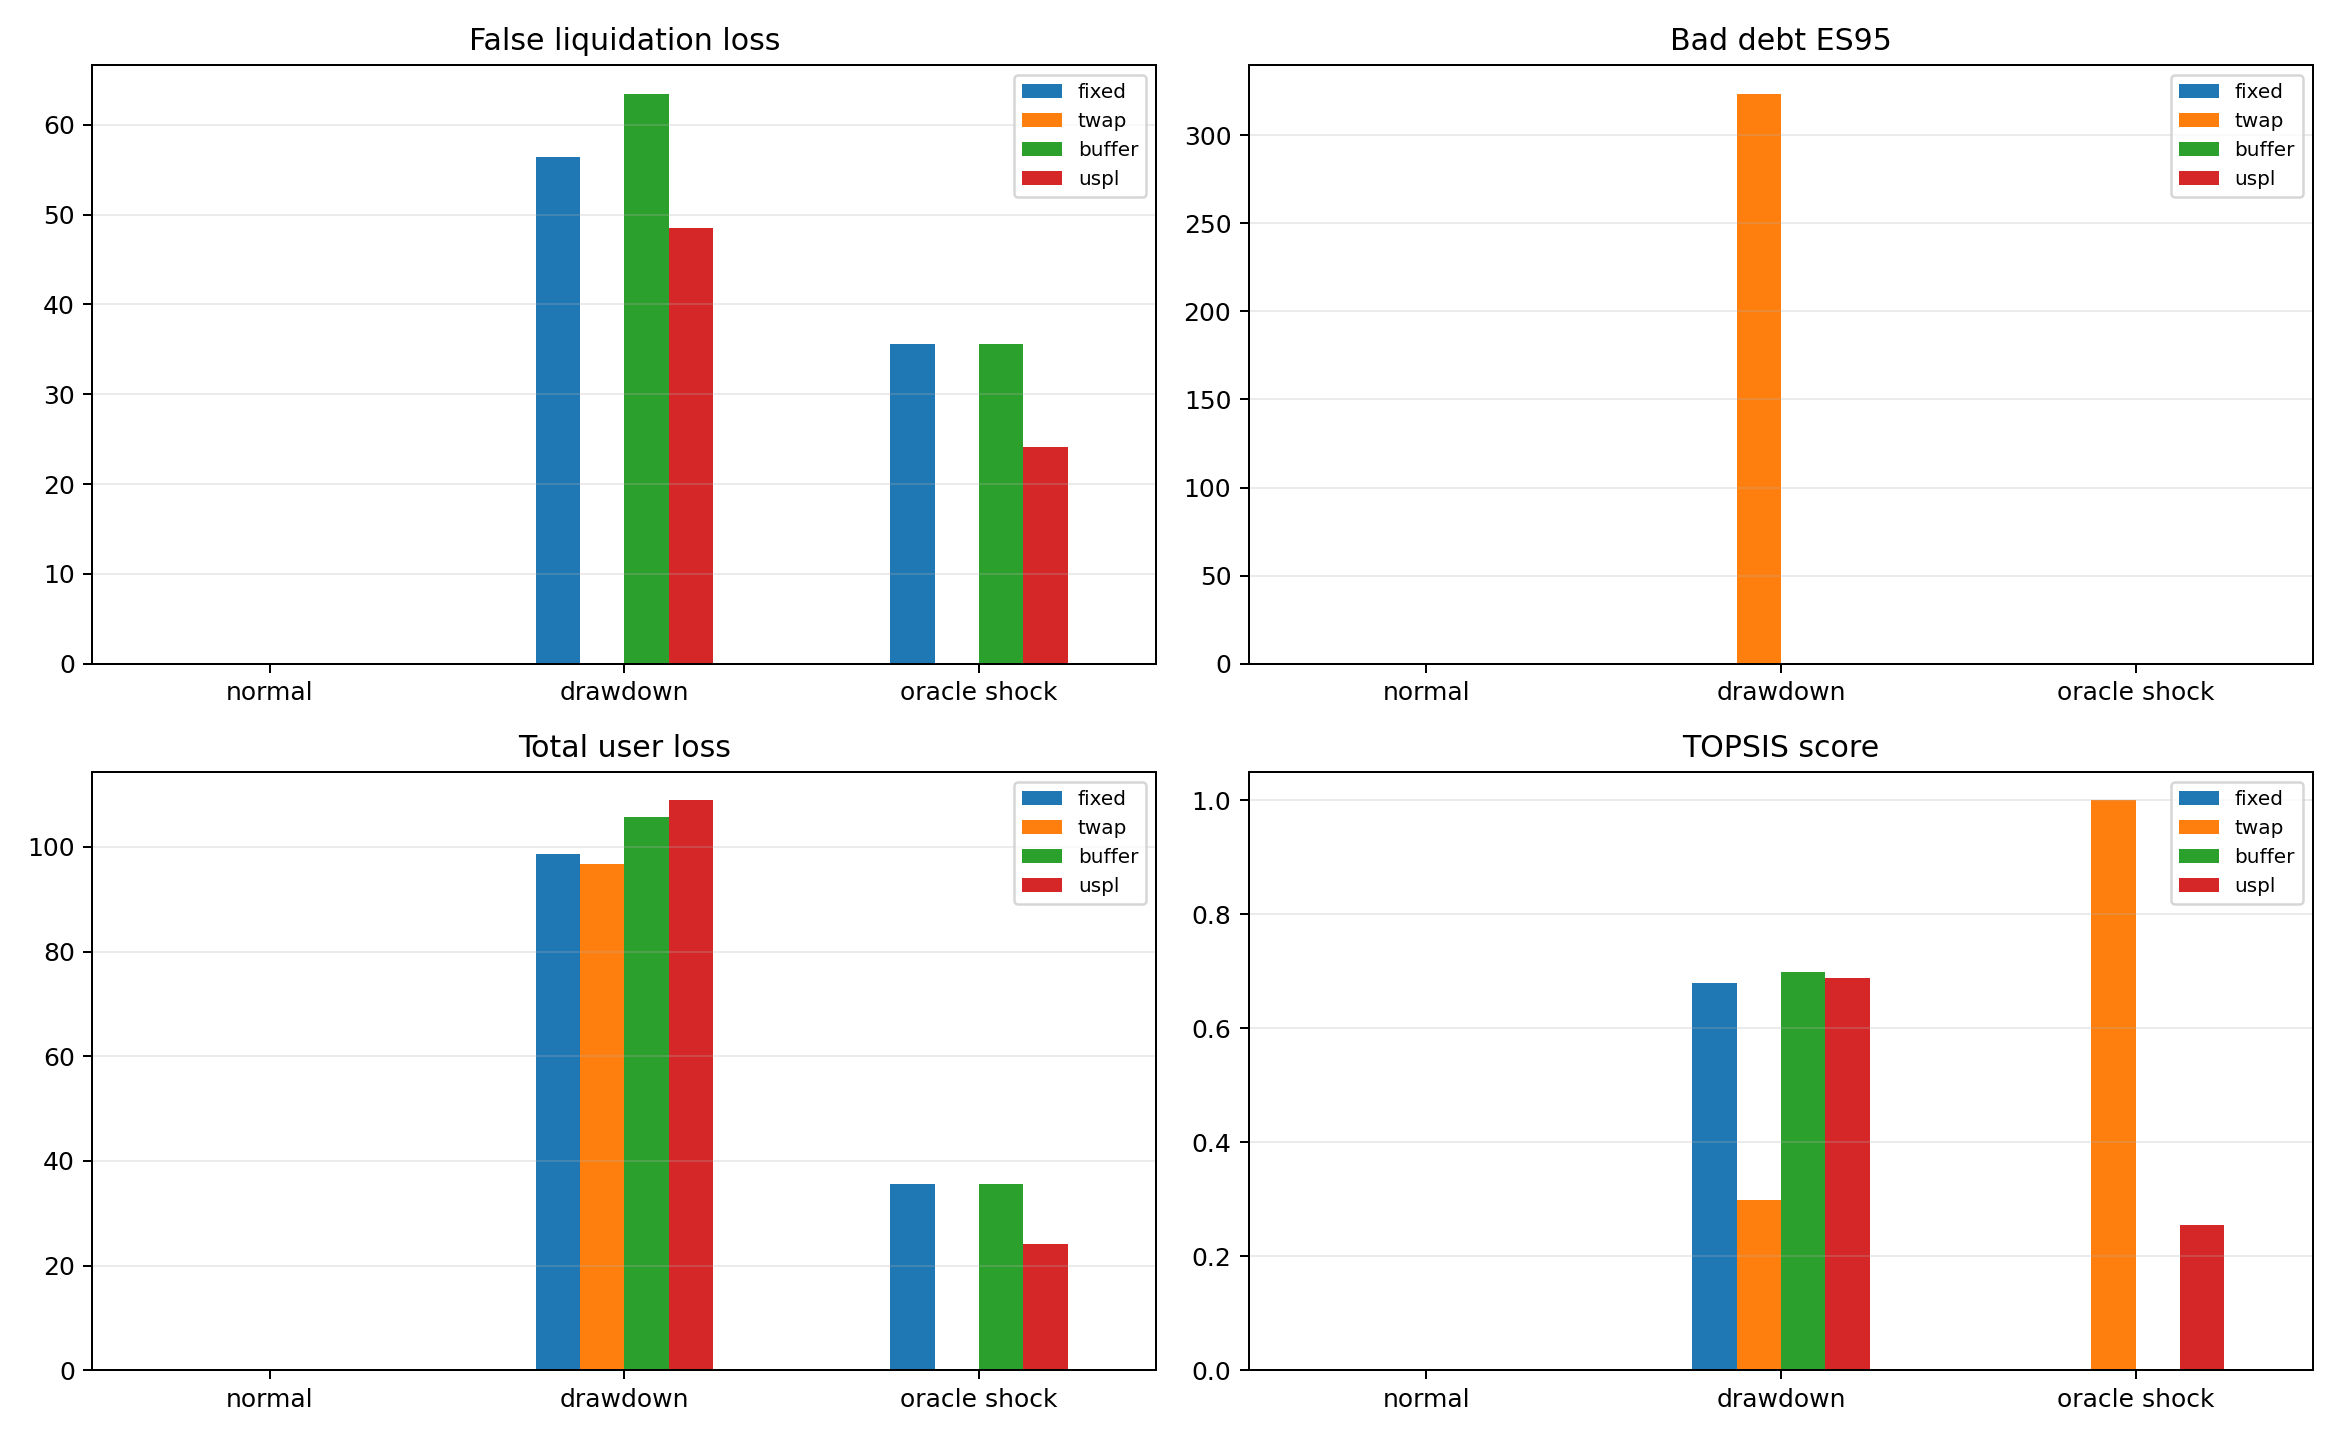 False liquidation loss
60
50
40
30
20
10
0
fixed
twap
buffer
uspl
normal
drawdown
oracle shock
Bad debt ES95
300
250
200
150
100
50
0
fixed
twap
buffer
uspl
normal
drawdown
oracle shock
Total user loss
100
80
60
40
20
0
fixed
twap
buffer
uspl
normal
drawdown
oracle shock
TOPSIS score
1.0
0.8
0.6
0.4
0.2
0.0
fixed
twap
buffer
uspl
normal
drawdown
oracle shock